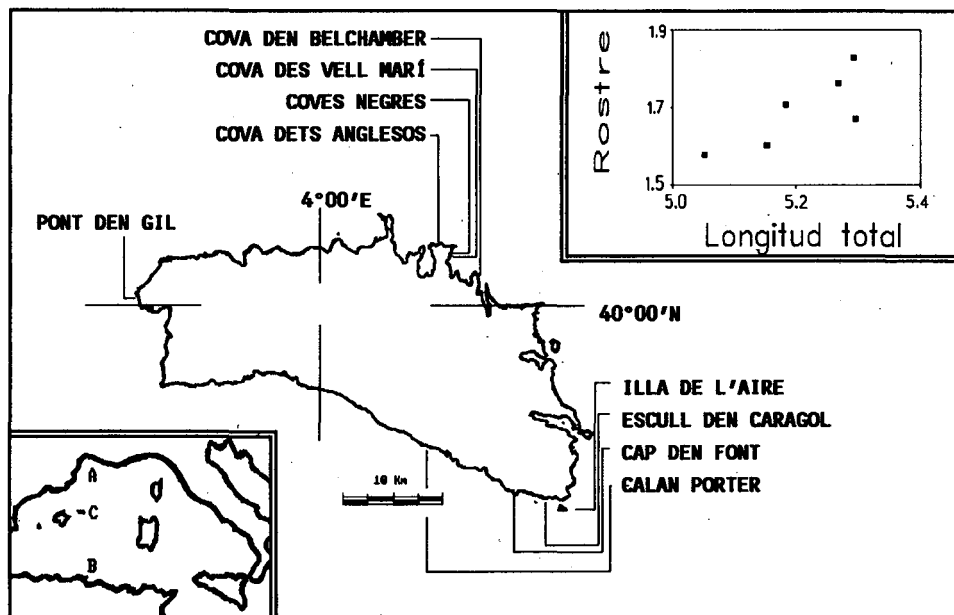 COVA DEN BELCHAMBER
COVA DES VELL MARÍ
COVES NEGRES
COVA DETS ANGLESOS
4°00'E
PONT DEN GIL
40°00'N
ILLA DE L'AIRE
ESCULL DEN CARAGOL
CAP DEN FONT
CALAN PORTER
10 Km
Rostre
1.9
1.7
1.5
5.0 5.2 5.4
Longitud total
A
C
B